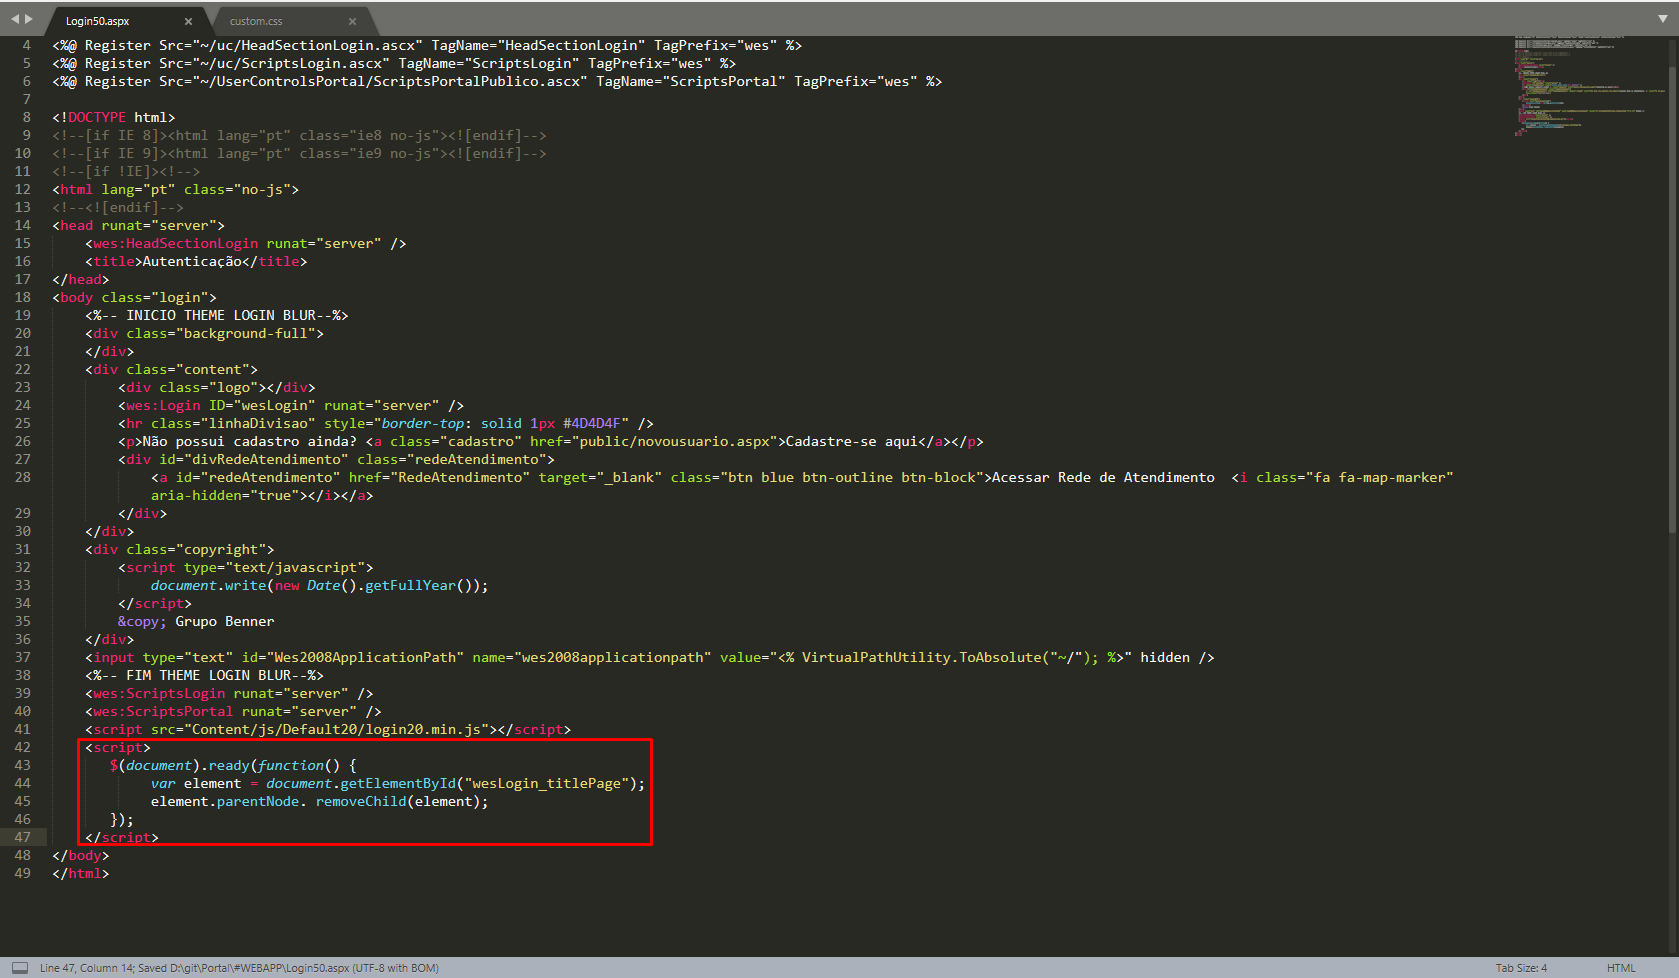 Login50.aspx × custom.css ×
4 <%@ Register Src="~/uc/HeadSectionLogin.ascx" TagName="HeadSectionLogin" TagPrefix="wes" %>
5 <%@ Register Src="~/uc/ScriptsLogin.ascx" TagName="ScriptsLogin" TagPrefix="wes" %>
6 <%@ Register Src="~/UserControlsPortal/ScriptsPortalPublico.ascx" TagName="ScriptsPortal" TagPrefix="wes" %>
7
8 <!DOCTYPE html>
9 <!--[if IE 8]><html lang="pt" class="ie8 no-js"><![endif]-->
10 <!--[if IE 9]><html lang="pt" class="ie9 no-js"><![endif]-->
11 <!--[if !IE]><!-->
12 <html lang="pt" class="no-js">
13 <!--<![endif]-->
14 <head runat="server">
15 <wes:HeadSectionLogin runat="server" />
16 <title>Autenticação</title>
17 </head>
18 <body class="login">
19 <%-- INICIO THEME LOGIN BLUR--%>
20 <div class="background-full">
21 </div>
22 <div class="content">
23 <div class="logo"></div>
24 <wes:Login ID="wesLogin" runat="server" />
25 <hr class="linhaDivisao" style="border-top: solid 1px #4D4D4F" />
26 <p>Não possui cadastro ainda? <a class="cadastro" href="public/novousuario.aspx">Cadastre-se aqui</a></p>
27 <div id="divRedeAtendimento" class="redeAtendimento">
28 <a id="redeAtendimento" href="RedeAtendimento" target="_blank" class="btn blue btn-outline btn-block">Acessar Rede de Atendimento <i class="fa fa-map-marker"
aria-hidden="true"></i></a>
29 </div>
30 </div>
31 <div class="copyright">
32 <script type="text/javascript">
33 document.write(new Date().getFullYear());
34 </script>
35 &copy; Grupo Benner
36 </div>
37 <input type="text" id="Wes2008ApplicationPath" name="wes2008applicationpath" value="<% VirtualPathUtility.ToAbsolute("~/"); %>" hidden />
38 <%-- FIM THEME LOGIN BLUR--%>
39 <wes:ScriptsLogin runat="server" />
40 <wes:ScriptsPortal runat="server" />
41 <script src="Content/js/Default20/login20.min.js"></script>
42 <script>
43 $(document).ready(function() {
44 var element = document.getElementById("wesLogin_titlePage");
45 element.parentNode. removeChild(element);
46 });
47 </script>
48 </body>
49 </html>
Line 47, Column 14; Saved D:\git\Portal\#WEBAPP\Login50.aspx (UTF-8 with BOM) Tab Size: 4 HTML